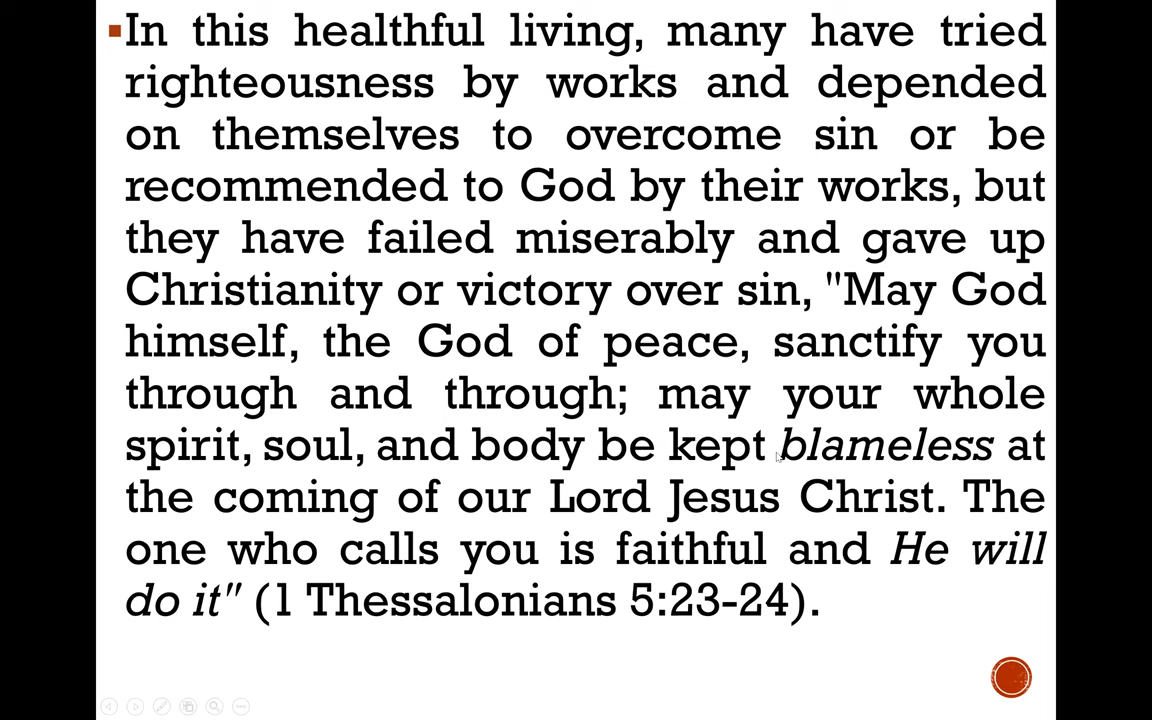 In this healthful living, many have tried
righteousness by works and depended
on themselves to overcome sin or be
recommended to God by their works, but
they have failed miserably and gave up
Christianity or victory over sin, "May God
himself, the God of peace, sanctify you
through and through; may your whole
spirit, soul, and body be kept blameless at
the coming of our Lord Jesus Christ. The
one who calls you is faithful and He will
do it" (1 Thessalonians 5:23-24).